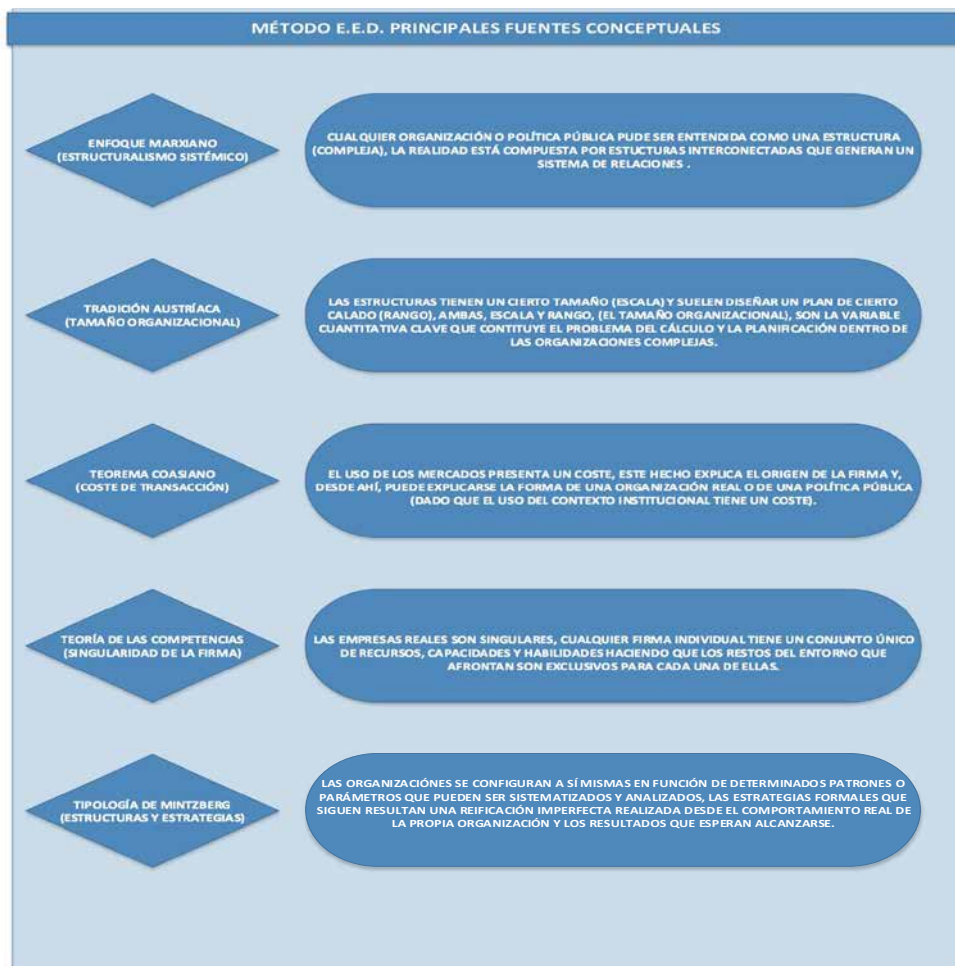 MÉTODO E.E.D. PRINCIPALES FUENTES CONCEPTUALES
ENFOQUE MARXIANO
(ESTRUCTURALISMO SISTÉMICO)
CUALQUIER ORGANIZACIÓN O POLÍTICA PÚBLICA PUDE SER ENTENDIDA COMO UNA ESTRUCTURA
(COMPLEJA), LA REALIDAD ESTÁ COMPUESTA POR ESTUCTURAS INTERCONECTADAS QUE GENERAN UN
SISTEMA DE RELACIONES .
TRADICIÓN AUSTRÍACA
(TAMAÑO ORGANIZACIONAL)
LAS ESTRUCTURAS TIENEN UN CIERTO TAMAÑO (ESCALA) Y SUELEN DISEÑAR UN PLAN DE CIERTO
CALADO (RANGO), AMBAS, ESCALA Y RANGO, (EL TAMAÑO ORGANIZACIONAL), SON LA VARIABLE
CUANTITATIVA CLAVE QUE CONTITUYE EL PROBLEMA DEL CÁLCULO Y LA PLANIFICACIÓN DENTRO DE
LAS ORGANIZACIONES COMPLEJAS.
TEOREMA COASIANO
(COSTE DE TRANSACCIÓN)
EL USO DE LOS MERCADOS PRESENTA UN COSTE, ESTE HECHO EXPLICA EL ORIGEN DE LA FIRMA Y,
DESDE AHÍ, PUEDE EXPLICARSE LA FORMA DE UNA ORGANIZACIÓN REAL O DE UNA POLÍTICA PÚBLICA
(DADO QUE EL USO DEL CONTEXTO INSTITUCIONAL TIENE UN COSTE).
TEORÍA DE LAS COMPETENCIAS
(SINGULARIDAD DE LA FIRMA)
LAS EMPRESAS REALES SON SINGULARES, CUALQUIER FIRMA INDIVIDUAL TIENE UN CONJUNTO ÚNICO
DE RECURSOS, CAPACIDADES Y HABILIDADES HACIENDO QUE LOS RESTOS DEL ENTORNO QUE
AFRONTAN SON EXCLUSIVOS PARA CADA UNA DE ELLAS.
TIPOLOGÍA DE MINTZBERG
(ESTRUCTURAS Y ESTRATEGIAS)
LAS ORGANIZACIÓNES SE CONFIGURAN A SÍ MISMAS EN FUNCIÓN DE DETERMINADOS PATRONES O
PARÁMETROS QUE PUEDEN SER SISTEMATIZADOS Y ANALIZADOS, LAS ESTRATEGIAS FORMALES QUE
SIGUEN RESULTAN UNA REIFICACIÓN IMPERFECTA REALIZADA DESDE EL COMPORTAMIENTO REAL DE
LA PROPIA ORGANIZACIÓN Y LOS RESULTADOS QUE ESPERAN ALCANZARSE.